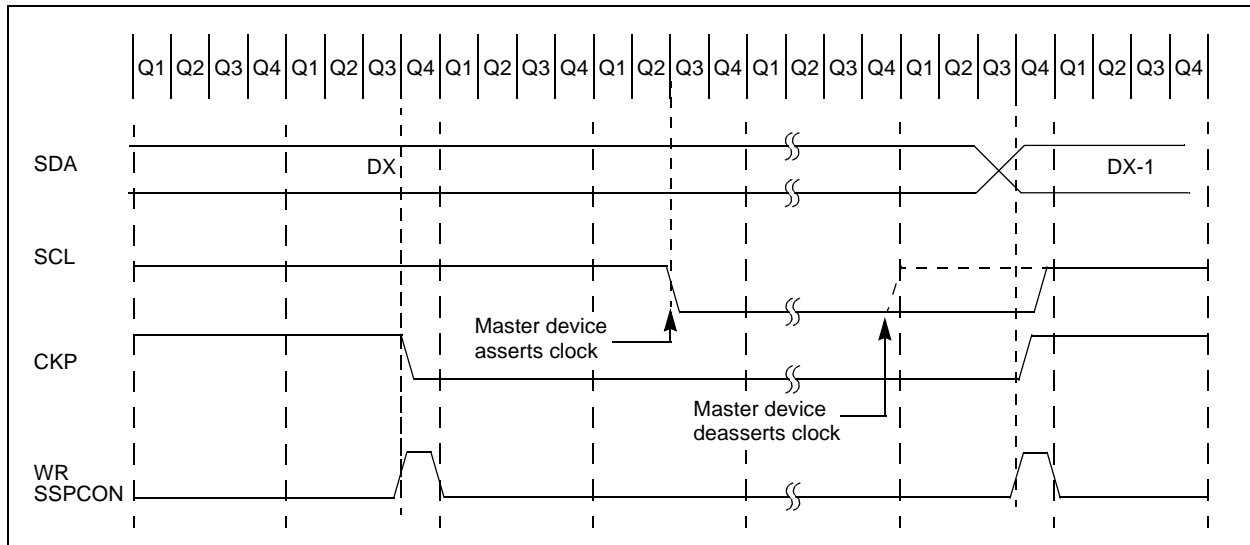 Q1 Q2 Q3 Q4 Q1 Q2 Q3 Q4 Q1 Q2 Q3 Q4 Q1 Q2 Q3 Q4 Q1 Q2 Q3 Q4 Q1 Q2 Q3 Q4 Q1 Q2 Q3 Q4
SDA
DX
DX-1
SCL
Master device
asserts clock
CKP
Master device
deasserts clock
WR
SSPCON